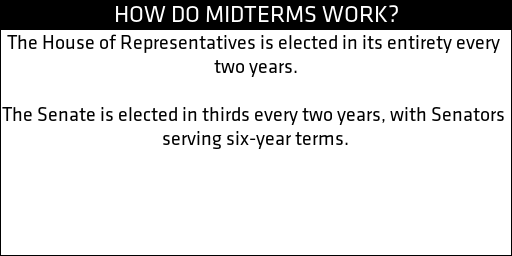 HOW DO MIDTERMS WORK?
The House of Representatives is elected in its entirety every
two years.
The Senate is elected in thirds every two years, with Senators
serving six-year terms.